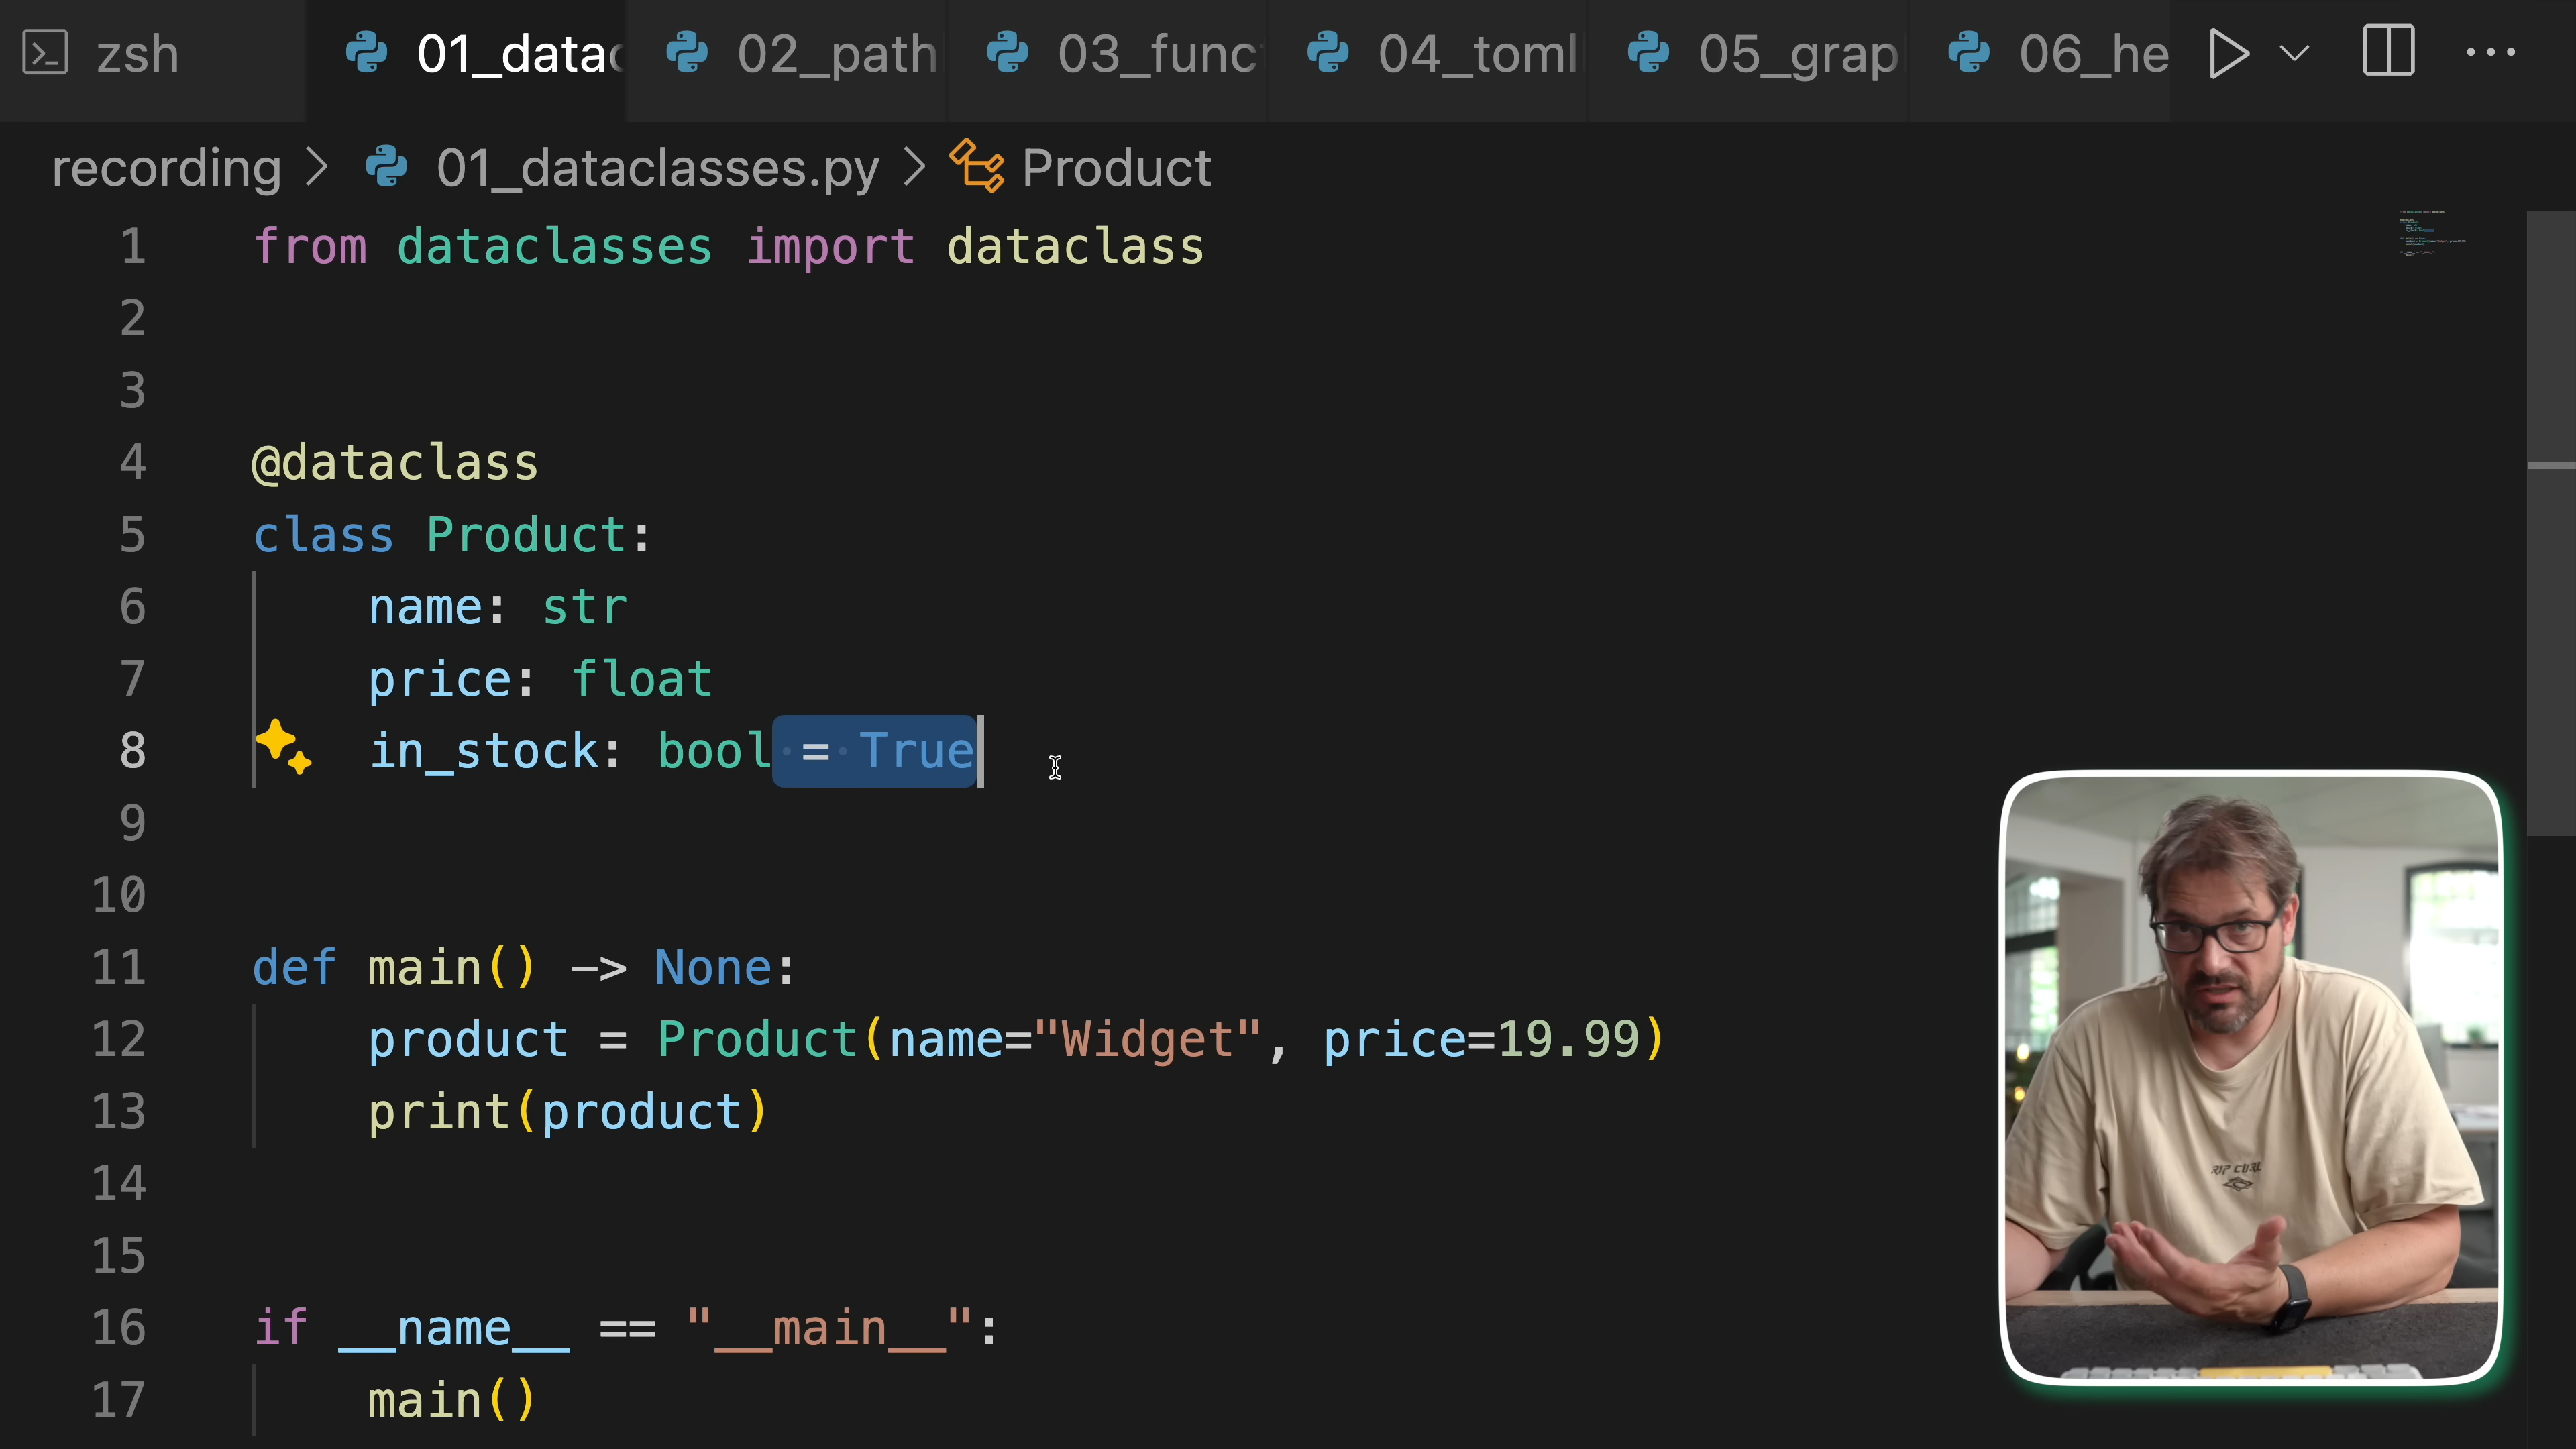 zsh
01_datac
02_path
03_func
04_toml
05_grap
06_he
recording > 01_dataclasses.py > Product
1 from dataclasses import dataclass
2
3
4 @dataclass
5 class Product:
6 name: str
7 price: float
8 in_stock: bool = True
9
10
11 def main() -> None:
12 product = Product(name="Widget", price=19.99)
13 print(product)
14
15
16 if __name__ == "__main__":
17 main()
RIP CURL